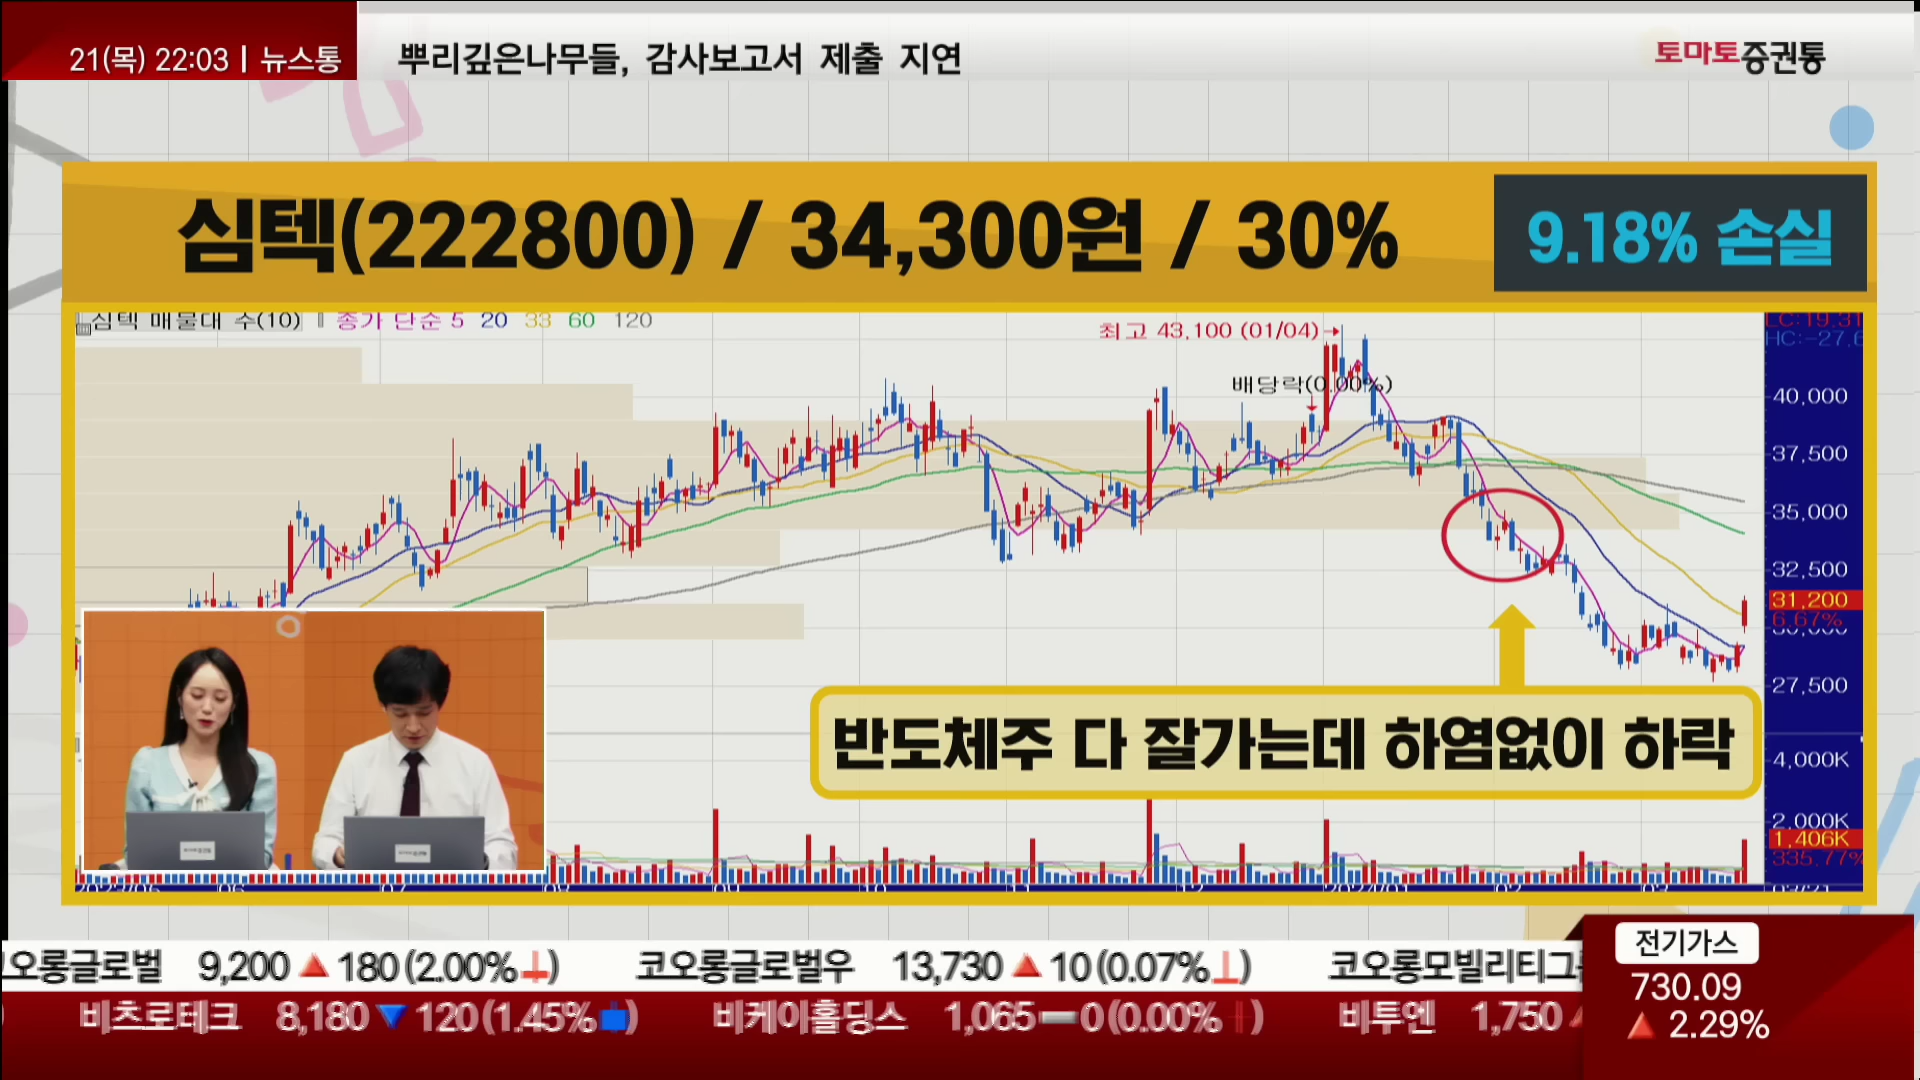 21(목) 22:03 | 뉴스통
뿌리깊은나무들, 감사보고서 제출 지연
토마토증권통
심텍(222800) / 34,300원 / 30%
9.18% 손실
심텍 매물대 수(10) 종가 단순 5 20 33 60 120
최고 43,100 (01/04)→
배당락(0.00%)
LC:19.31
40,000
37,500
35,000
32,500
31,200
6.67%
30,000
27,500
반도체주 다 잘가는데 하염없이 하락
4,000K
2,000K
1,406K
335.77%
오롱글로벌 9,200 ▲ 180 (2.00%)
코오롱글로벌우 13,730 ▲ 10 (0.07%)
코오롱모빌리티그
비츠로테크 8,180 ▼ 120 (1.45%)
비케이홀딩스 1,065 0 (0.00%)
비투엔 1,750
전기가스
730.09
▲ 2.29%